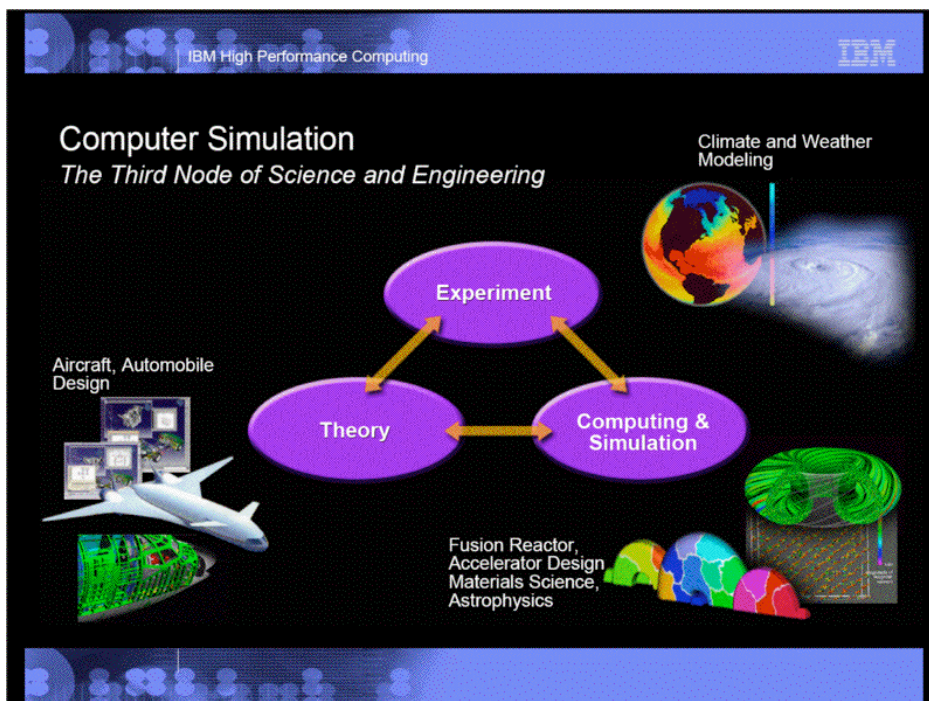 IBM High Performance Computing
IBM
Computer Simulation
The Third Node of Science and Engineering
Climate and Weather
Modeling
Experiment
Aircraft, Automobile
Design
Theory
Computing &
Simulation
Fusion Reactor,
Accelerator Design
Materials Science,
Astrophysics